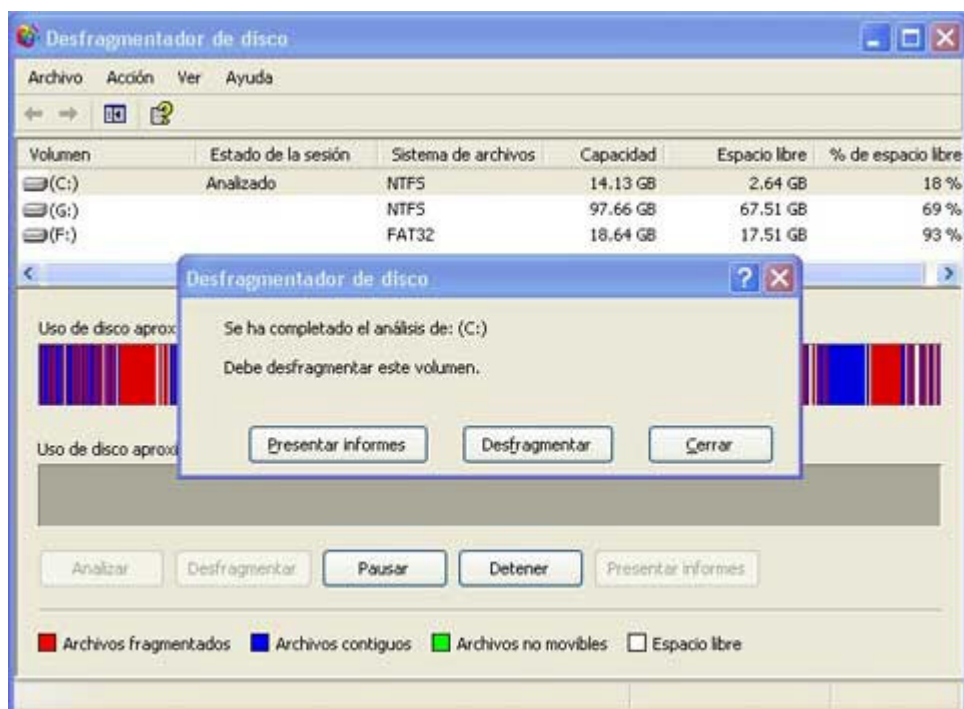 Desfragmentador de disco
Archivo Acción Ver Ayuda
Volumen Estado de la sesión Sistema de archivos Capacidad Espacio libre % de espacio libre
(C:) Analizado NTFS 14.13 GB 2.64 GB 18 %
(G:) NTFS 97.66 GB 67.51 GB 69 %
(F:) FAT32 18.64 GB 17.51 GB 93 %
Desfragmentador de disco
Se ha completado el análisis de: (C:)
Debe desfragmentar este volumen.
Presentar informes Desfragmentar Cerrar
Uso de disco aprox
Uso de disco aproxi
Analizar Desfragmentar Pausar Detener Presentar informes
Archivos fragmentados Archivos contiguos Archivos no movibles Espacio libre